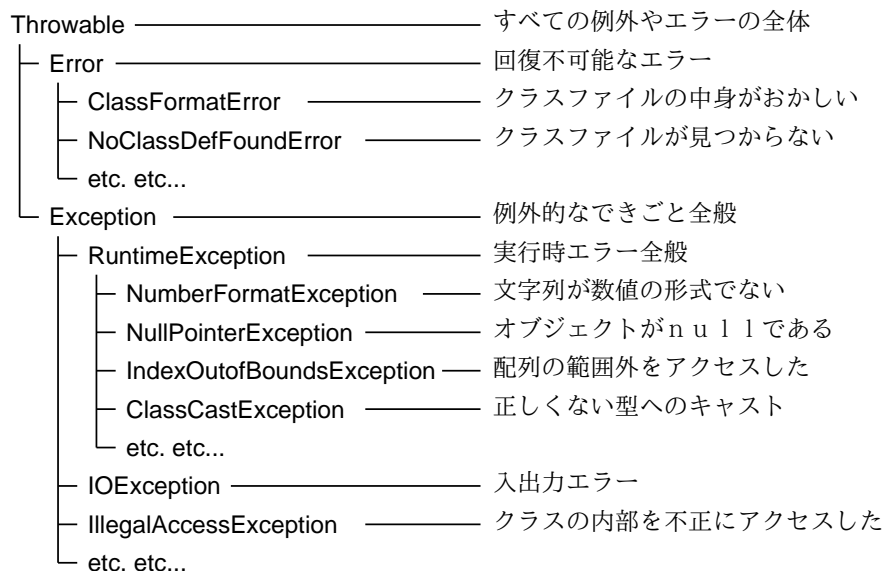 Throwable すべての例外やエラーの全体
Error 回復不可能なエラー
ClassFormatError クラスファイルの中身がおかしい
NoClassDefFoundError クラスファイルが見つからない
etc. etc...
Exception 例外的なできごと全般
RuntimeException 実行時エラー全般
NumberFormatException 文字列が数値の形式でない
NullPointerException オブジェクトがｎｕｌｌである
IndexOutofBoundsException 配列の範囲外をアクセスした
ClassCastException 正しくない型へのキャスト
etc. etc...
IOException 入出力エラー
IllegalAccessException クラスの内部を不正にアクセスした
etc. etc...